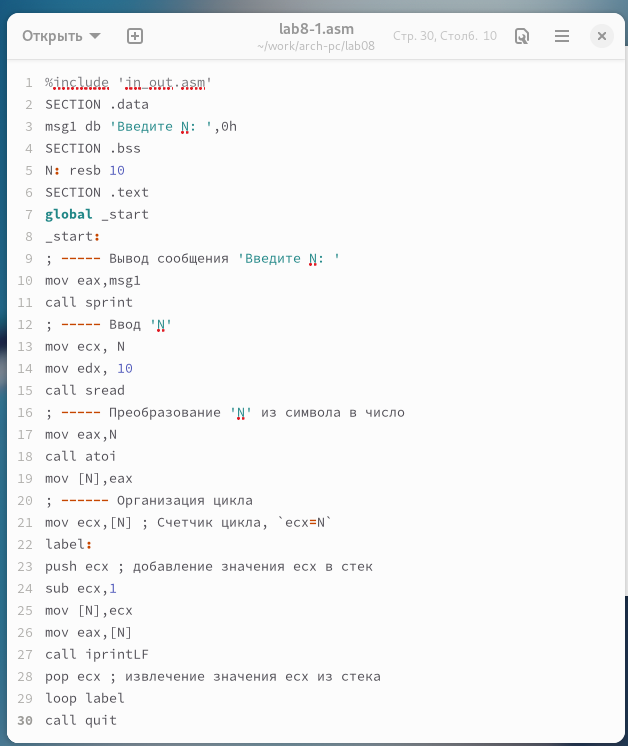 Открыть
lab8-1.asm
~/work/arch-pc/lab08
Стр. 30, Столб. 10
1 %include 'in_out.asm'
2 SECTION .data
3 msg1 db 'Введите N: ',0h
4 SECTION .bss
5 N: resb 10
6 SECTION .text
7 global _start
8 _start:
9 ; ----- Вывод сообщения 'Введите N: '
10 mov eax,msg1
11 call sprint
12 ; ----- Ввод 'N'
13 mov ecx, N
14 mov edx, 10
15 call sread
16 ; ----- Преобразование 'N' из символа в число
17 mov eax,N
18 call atoi
19 mov [N],eax
20 ; ------ Организация цикла
21 mov ecx,[N] ; Счетчик цикла, `ecx=N`
22 label:
23 push ecx ; добавление значения ecx в стек
24 sub ecx,1
25 mov [N],ecx
26 mov eax,[N]
27 call iprintLF
28 pop ecx ; извлечение значения ecx из стека
29 loop label
30 call quit